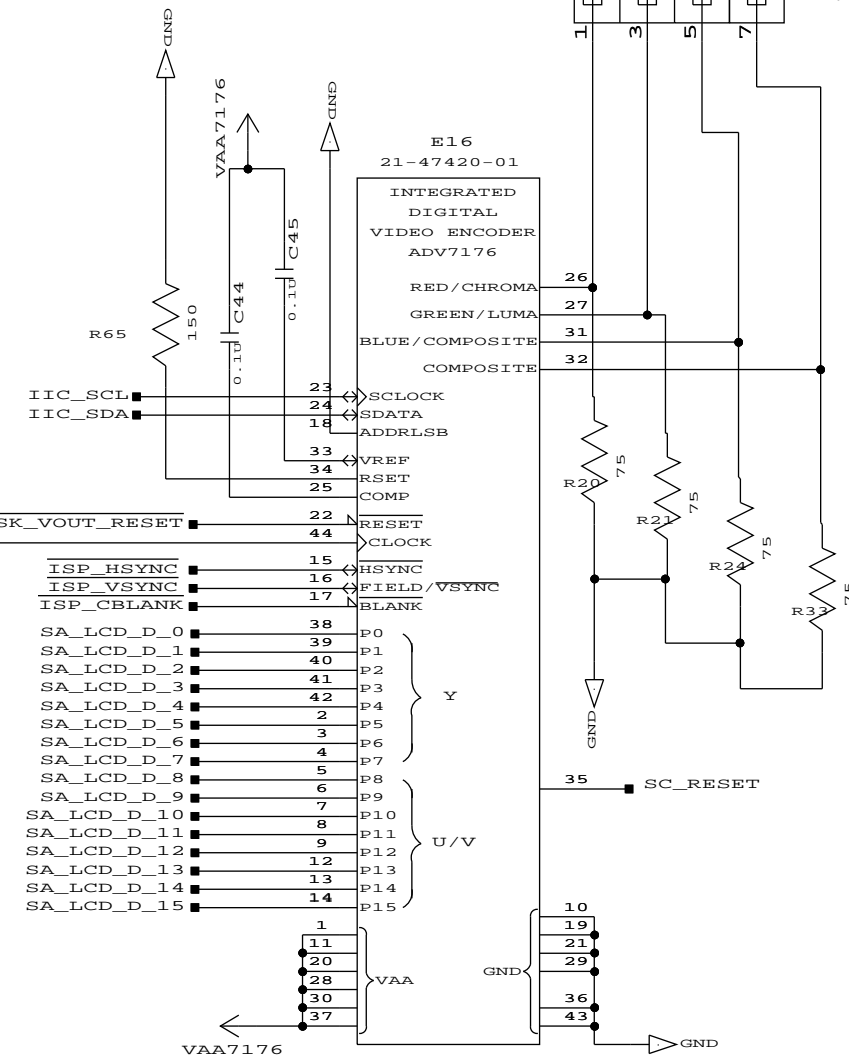 1 3 5 7
GND
VAA7176
GND
E16
21-47420-01
INTEGRATED
DIGITAL
VIDEO ENCODER
ADV7176
C45
0.1U
C44
0.1U
R65
150
RED/CHROMA 26
GREEN/LUMA 27
BLUE/COMPOSITE 31
COMPOSITE 32
IIC_SCL 23 SCLOCK
IIC_SDA 24 SDATA
18 ADDRLSB
33 VREF
34 RSET
25 COMP
SK_VOUT_RESET 22 RESET
44 CLOCK
ISP_HSYNC 15 HSYNC
ISP_VSYNC 16 FIELD/VSYNC
ISP_CBLANK 17 BLANK
R20 75
R21 75
R24 75
R33 75
SA_LCD_D_0 38 P0
SA_LCD_D_1 39 P1
SA_LCD_D_2 40 P2
SA_LCD_D_3 41 P3
SA_LCD_D_4 42 P4
SA_LCD_D_5 2 P5
SA_LCD_D_6 3 P6
SA_LCD_D_7 4 P7
Y
SA_LCD_D_8 5 P8
SA_LCD_D_9 6 P9
SA_LCD_D_10 7 P10
SA_LCD_D_11 8 P11
SA_LCD_D_12 9 P12
SA_LCD_D_13 12 P13
SA_LCD_D_14 13 P14
SA_LCD_D_15 14 P15
U/V
GND
35 SC_RESET
1
11
20
28
30
37
VAA
VAA7176
GND
10
19
21
29
36
43
GND